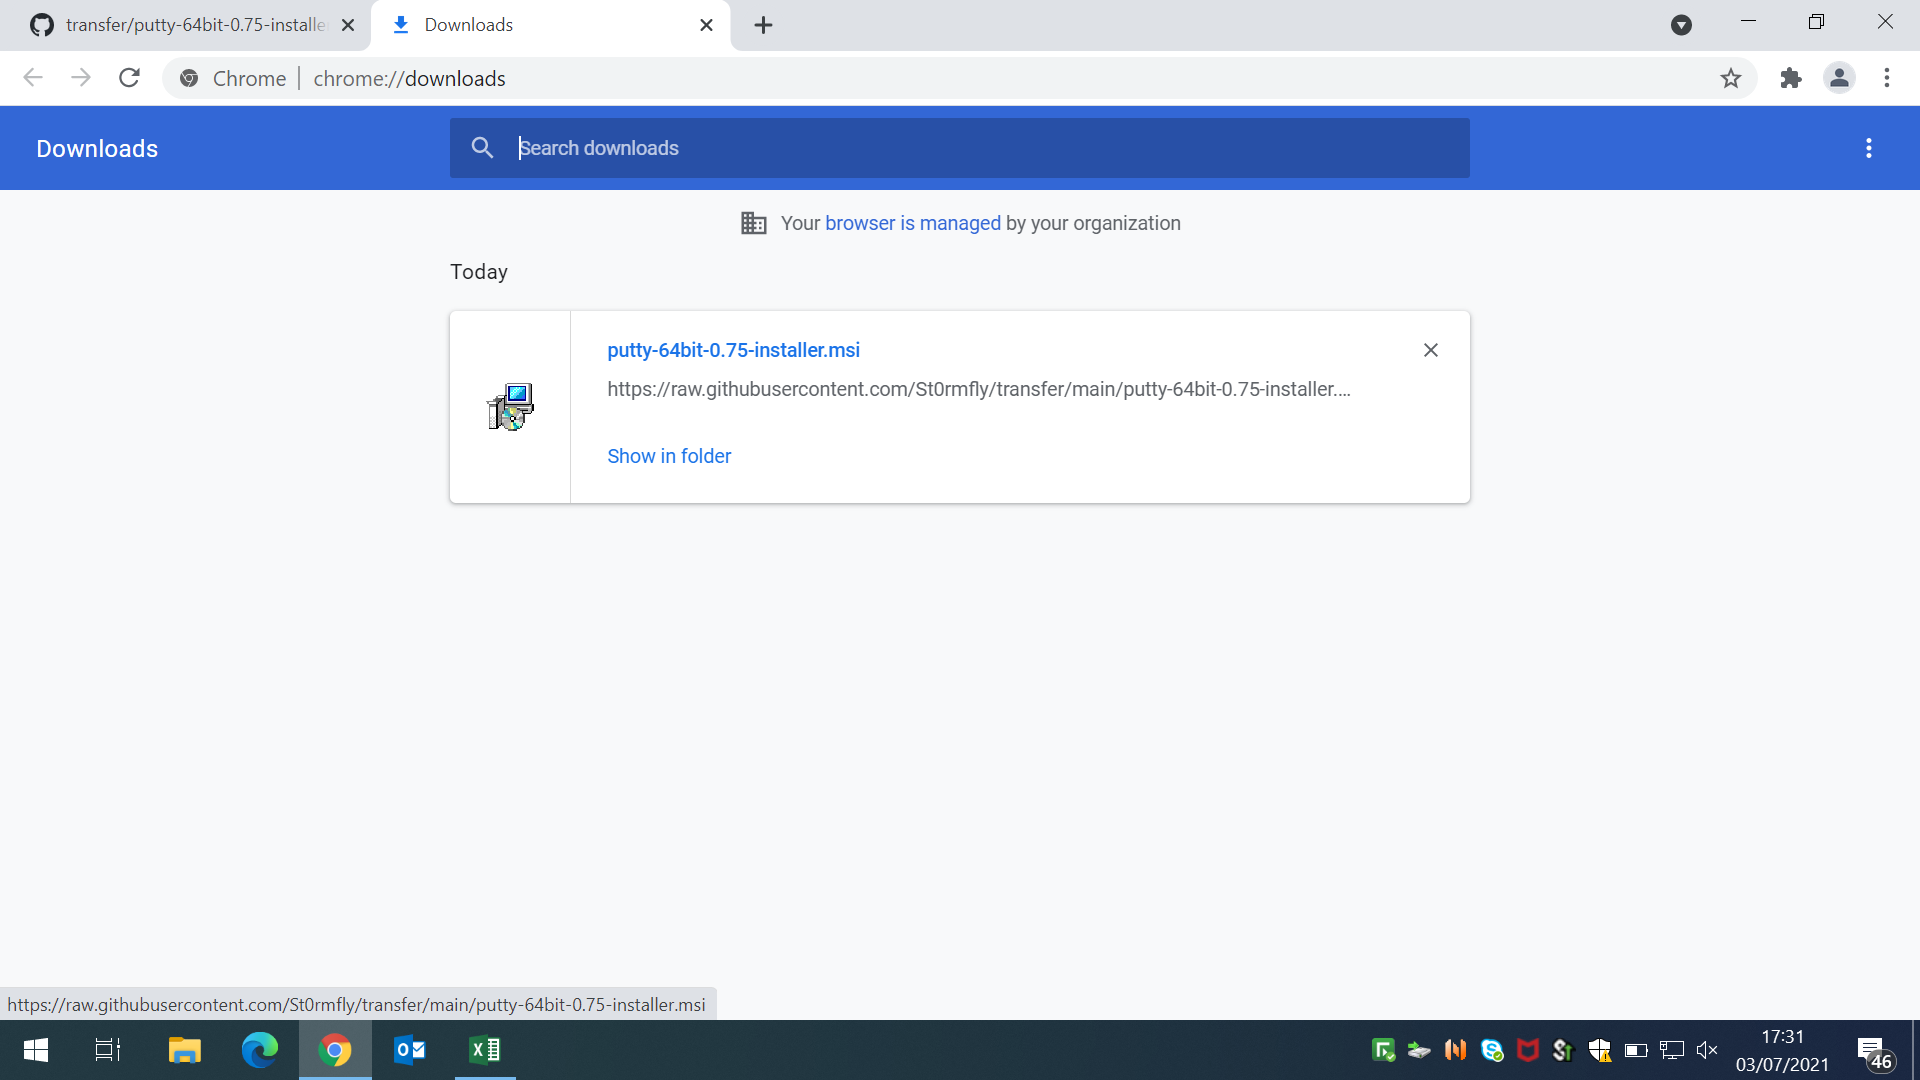 transfer/putty-64bit-0.75-installe
Downloads
Chrome
chrome://downloads
Downloads
Search downloads
Your browser is managed by your organization
Today
putty-64bit-0.75-installer.msi
https://raw.githubusercontent.com/St0rmfly/transfer/main/putty-64bit-0.75-installer.…
Show in folder
https://raw.githubusercontent.com/St0rmfly/transfer/main/putty-64bit-0.75-installer.msi
17:31
03/07/2021
46